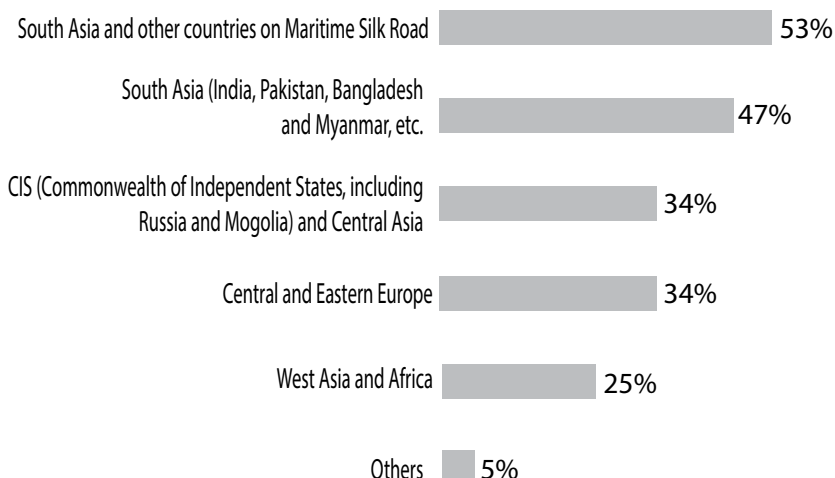 South Asia and other countries on Maritime Silk Road 53%
South Asia (India, Pakistan, Bangladesh
and Myanmar, etc. 47%
CIS (Commonwealth of Independent States, including
Russia and Mogolia) and Central Asia 34%
Central and Eastern Europe 34%
West Asia and Africa 25%
Others 5%